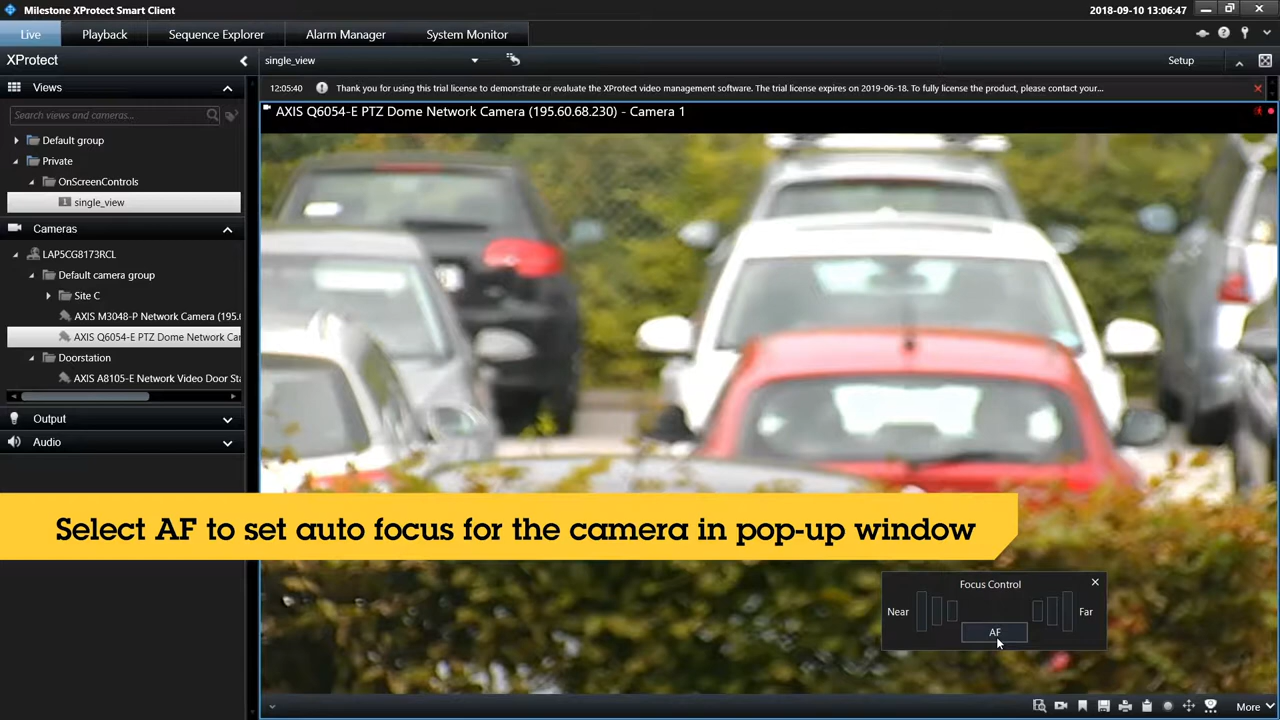 Milestone XProtect Smart Client
2018-09-10 13:06:47
Live
Playback
Sequence Explorer
Alarm Manager
System Monitor
XProtect
single_view
Setup
Views
12:05:40
Thank you for using this trial license to demonstrate or evaluate the XProtect video management software. The trial license expires on 2019-06-18. To fully license the product, please contact your...
Search views and cameras...
AXIS Q6054-E PTZ Dome Network Camera (195.60.68.230) - Camera 1
Default group
Private
OnScreenControls
1 single_view
Cameras
LAP5CG8173RCL
Default camera group
Site C
AXIS M3048-P Network Camera (195.
AXIS Q6054-E PTZ Dome Network Ca
Doorstation
AXIS A8105-E Network Video Door St
Output
Audio
Select AF to set auto focus for the camera in pop-up window
Focus Control
Near
Far
AF
More